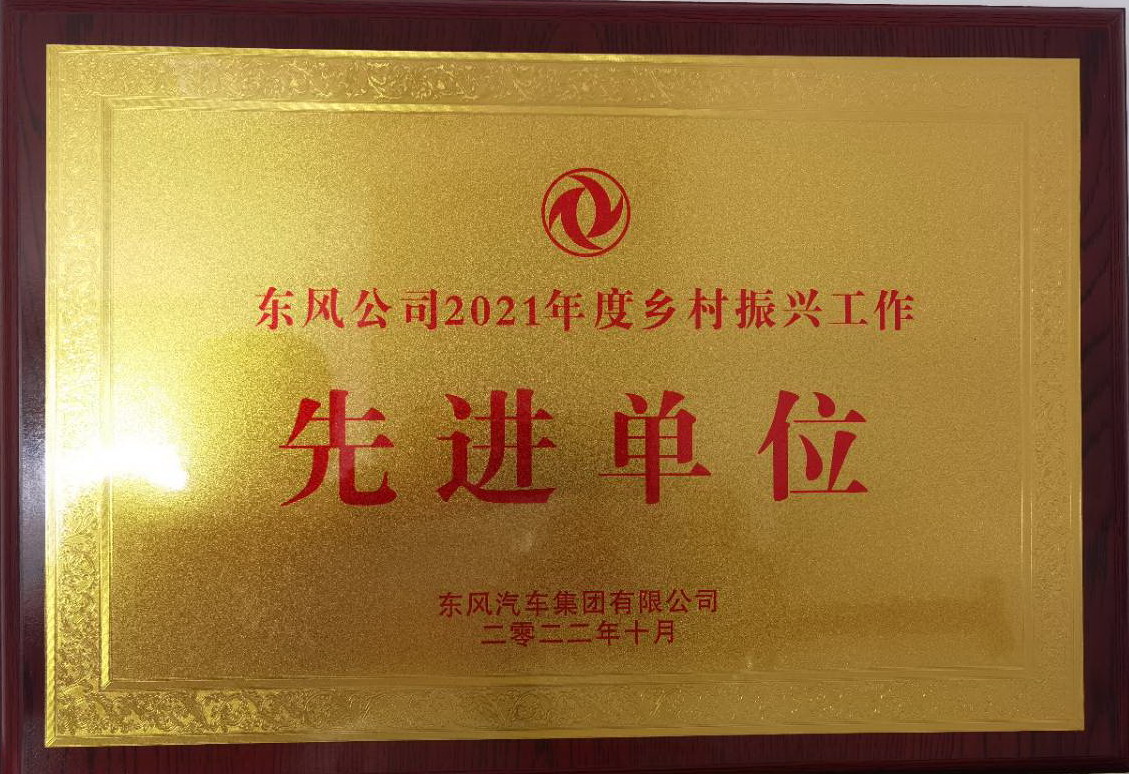 东风公司2021年度乡村振兴工作
先进单位
东风汽车集团有限公司
二零二二年十月